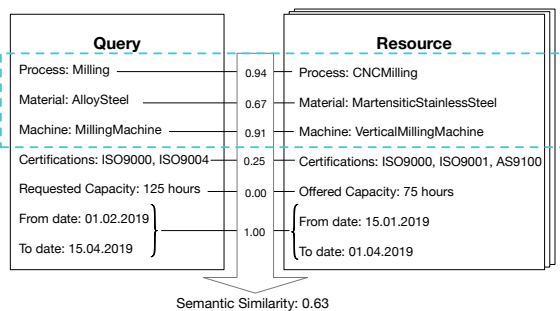 Query
Resource
Process: Milling 0.94 Process: CNCMilling
Material: AlloySteel 0.67 Material: MartensiticStainlessSteel
Machine: MillingMachine 0.91 Machine: VerticalMillingMachine
Certifications: ISO9000, ISO9004 0.25 Certifications: ISO9000, ISO9001, AS9100
Requested Capacity: 125 hours 0.00 Offered Capacity: 75 hours
From date: 01.02.2019 From date: 15.01.2019
1.00
To date: 15.04.2019 To date: 01.04.2019
Semantic Similarity: 0.63